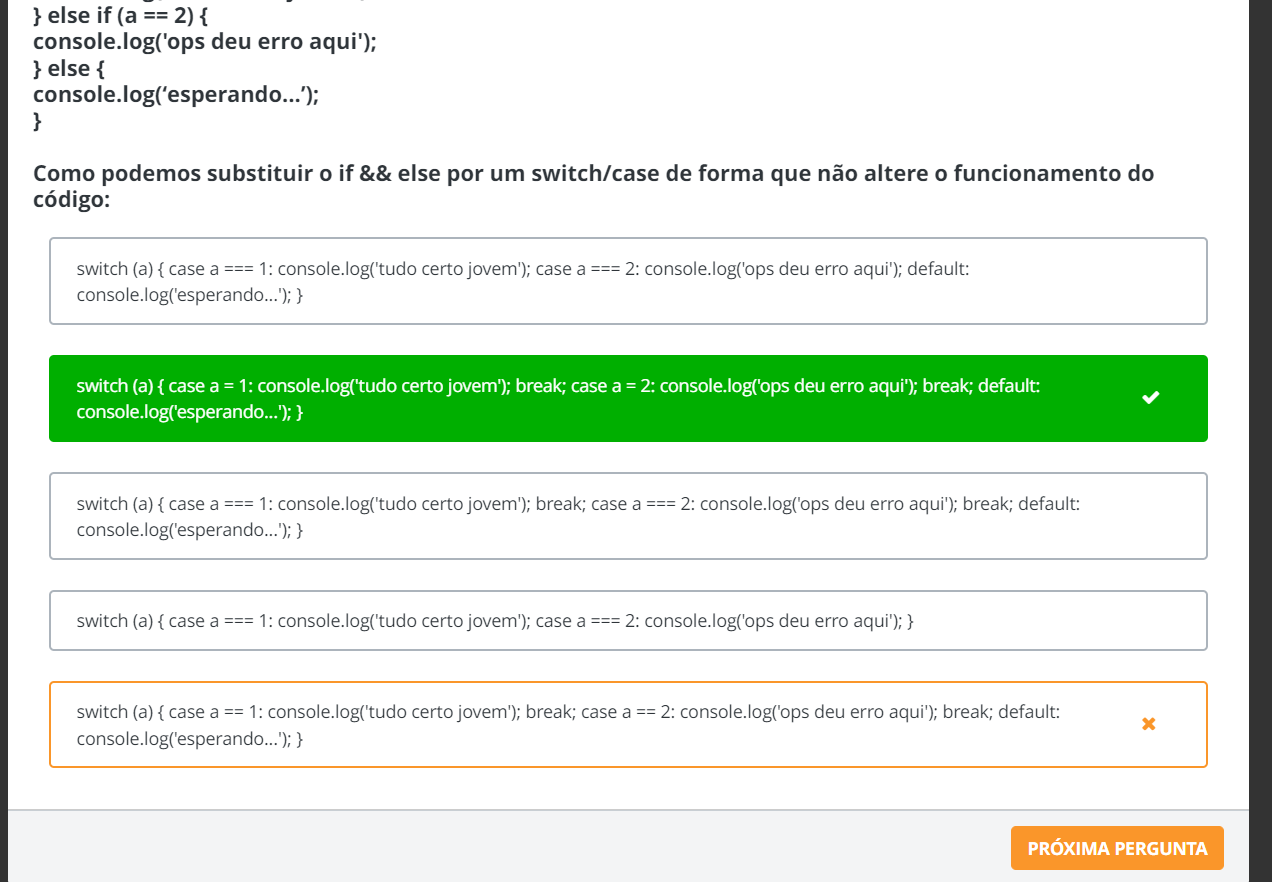 } else if (a == 2) {
console.log('ops deu erro aqui');
} else {
console.log(‘esperando...’);
}
Como podemos substituir o if && else por um switch/case de forma que não altere o funcionamento do
código:
switch (a) { case a === 1: console.log('tudo certo jovem'); case a === 2: console.log('ops deu erro aqui'); default:
console.log('esperando...'); }
switch (a) { case a = 1: console.log('tudo certo jovem'); break; case a = 2: console.log('ops deu erro aqui'); break; default:
console.log('esperando...'); }
switch (a) { case a === 1: console.log('tudo certo jovem'); break; case a === 2: console.log('ops deu erro aqui'); break; default:
console.log('esperando...'); }
switch (a) { case a === 1: console.log('tudo certo jovem'); case a === 2: console.log('ops deu erro aqui'); }
switch (a) { case a == 1: console.log('tudo certo jovem'); break; case a == 2: console.log('ops deu erro aqui'); break; default:
console.log('esperando...'); }
PRÓXIMA PERGUNTA